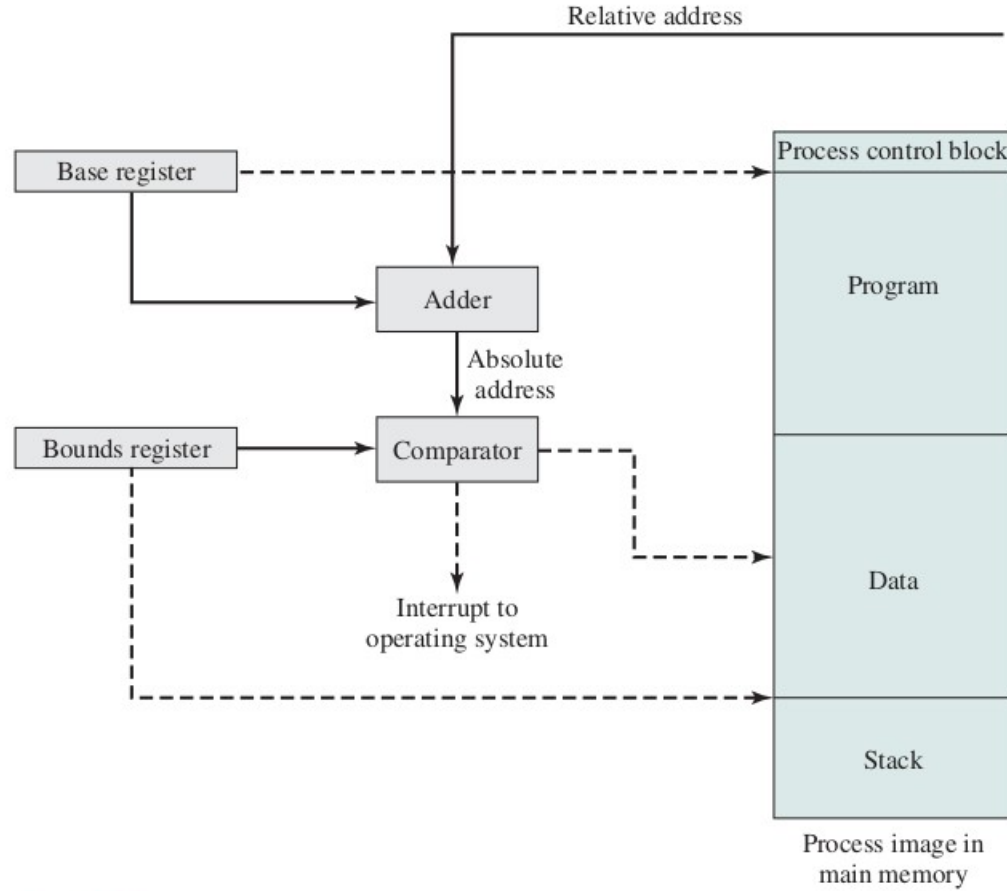 Relative address
Process control block
Base register
Program
Adder
Absolute
address
Bounds register
Comparator
Data
Interrupt to
operating system
Stack
Process image in
main memory